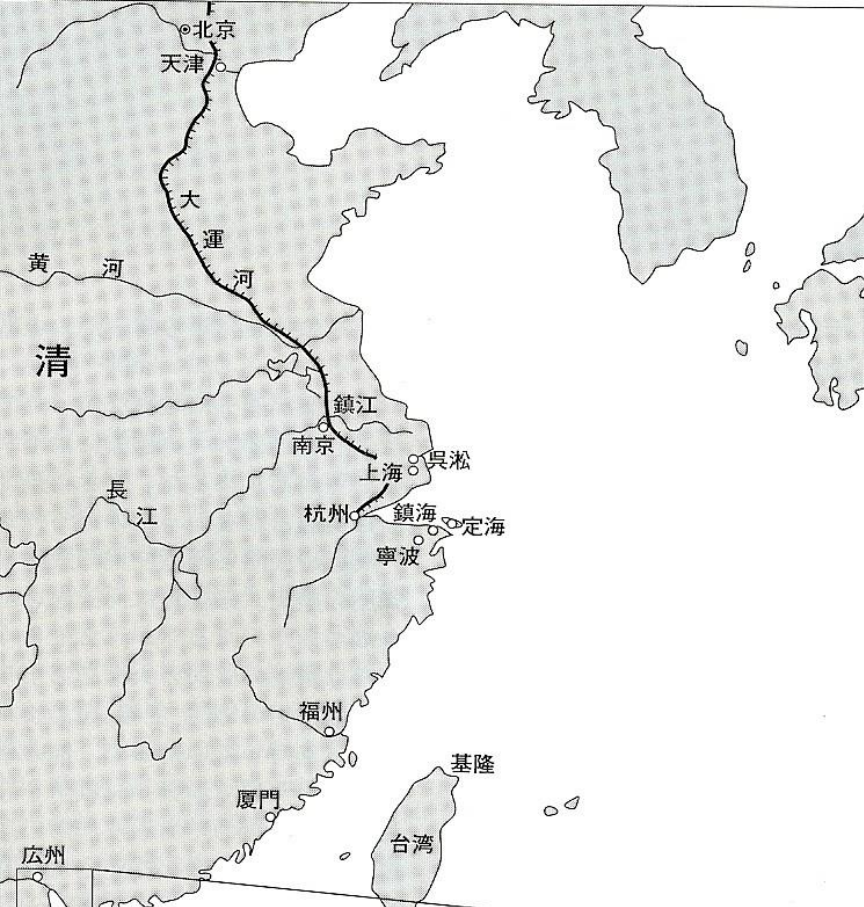 北京
天津
大運河
黄河
清
鎮江
南京
呉淞
上海
長江
杭州
鎮海
定海
寧波
福州
基隆
厦門
台湾
広州